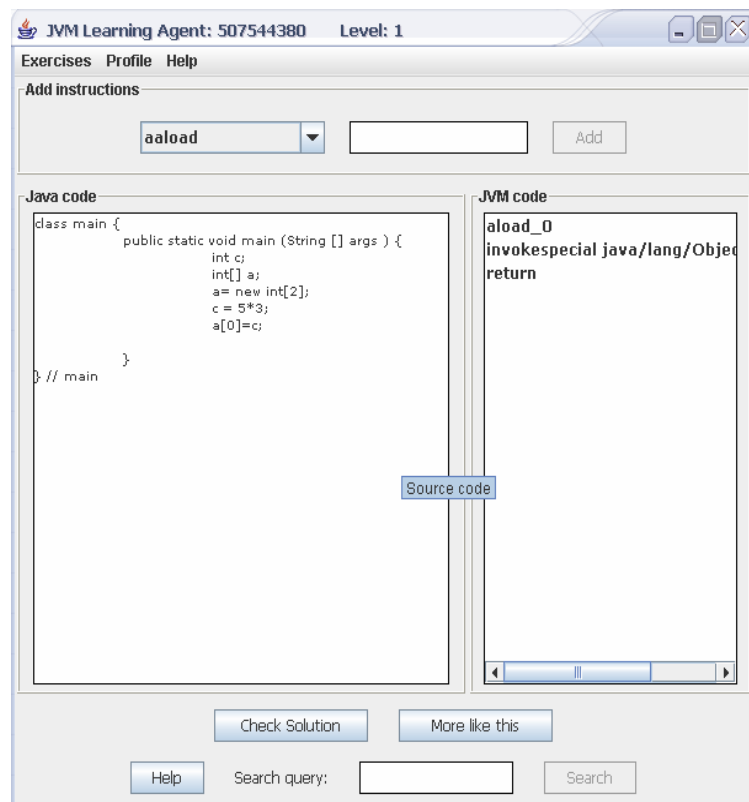 JVM Learning Agent: 507544380 Level: 1
Exercises Profile Help
Add instructions
aaload
Add
Java code
class main {
public static void main (String [] args ) {
int c;
int[] a;
a= new int[2];
c = 5*3;
a[0]=c;
}
} // main
JVM code
aload_0
invokespecial java/lang/Objec
return
Source code
Check Solution
More like this
Help
Search query:
Search